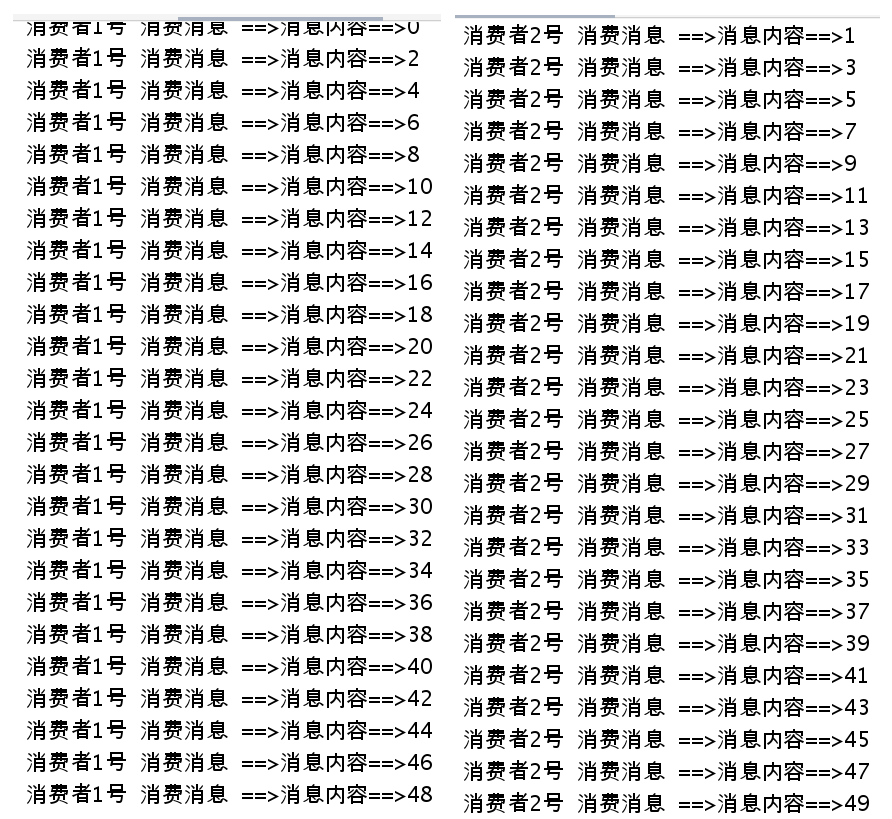 消费者1号 消费消息 ==>消息内容==>0
消费者1号 消费消息 ==>消息内容==>2
消费者1号 消费消息 ==>消息内容==>4
消费者1号 消费消息 ==>消息内容==>6
消费者1号 消费消息 ==>消息内容==>8
消费者1号 消费消息 ==>消息内容==>10
消费者1号 消费消息 ==>消息内容==>12
消费者1号 消费消息 ==>消息内容==>14
消费者1号 消费消息 ==>消息内容==>16
消费者1号 消费消息 ==>消息内容==>18
消费者1号 消费消息 ==>消息内容==>20
消费者1号 消费消息 ==>消息内容==>22
消费者1号 消费消息 ==>消息内容==>24
消费者1号 消费消息 ==>消息内容==>26
消费者1号 消费消息 ==>消息内容==>28
消费者1号 消费消息 ==>消息内容==>30
消费者1号 消费消息 ==>消息内容==>32
消费者1号 消费消息 ==>消息内容==>34
消费者1号 消费消息 ==>消息内容==>36
消费者1号 消费消息 ==>消息内容==>38
消费者1号 消费消息 ==>消息内容==>40
消费者1号 消费消息 ==>消息内容==>42
消费者1号 消费消息 ==>消息内容==>44
消费者1号 消费消息 ==>消息内容==>46
消费者1号 消费消息 ==>消息内容==>48
消费者2号 消费消息 ==>消息内容==>1
消费者2号 消费消息 ==>消息内容==>3
消费者2号 消费消息 ==>消息内容==>5
消费者2号 消费消息 ==>消息内容==>7
消费者2号 消费消息 ==>消息内容==>9
消费者2号 消费消息 ==>消息内容==>11
消费者2号 消费消息 ==>消息内容==>13
消费者2号 消费消息 ==>消息内容==>15
消费者2号 消费消息 ==>消息内容==>17
消费者2号 消费消息 ==>消息内容==>19
消费者2号 消费消息 ==>消息内容==>21
消费者2号 消费消息 ==>消息内容==>23
消费者2号 消费消息 ==>消息内容==>25
消费者2号 消费消息 ==>消息内容==>27
消费者2号 消费消息 ==>消息内容==>29
消费者2号 消费消息 ==>消息内容==>31
消费者2号 消费消息 ==>消息内容==>33
消费者2号 消费消息 ==>消息内容==>35
消费者2号 消费消息 ==>消息内容==>37
消费者2号 消费消息 ==>消息内容==>39
消费者2号 消费消息 ==>消息内容==>41
消费者2号 消费消息 ==>消息内容==>43
消费者2号 消费消息 ==>消息内容==>45
消费者2号 消费消息 ==>消息内容==>47
消费者2号 消费消息 ==>消息内容==>49